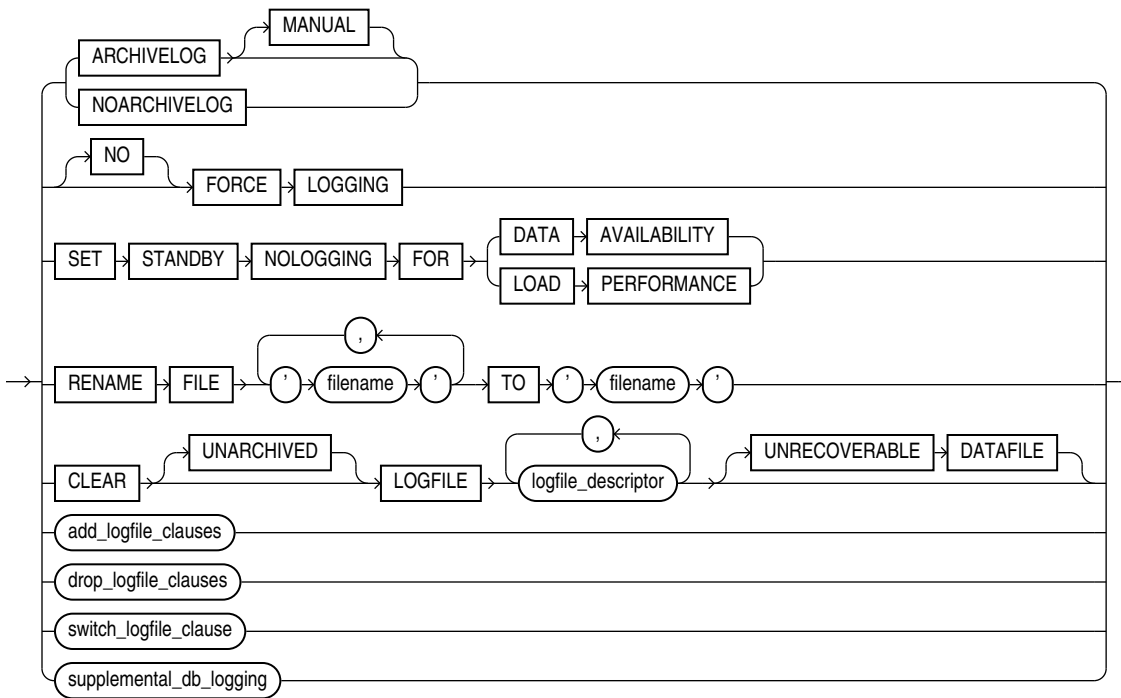 MANUAL
ARCHIVELOG
NOARCHIVELOG
NO
FORCE LOGGING
DATA AVAILABILITY
SET STANDBY NOLOGGING FOR
LOAD PERFORMANCE
,
RENAME FILE ' filename ' TO ' filename '
,
UNARCHIVED UNRECOVERABLE DATAFILE
CLEAR LOGFILE logfile_descriptor
add_logfile_clauses
drop_logfile_clauses
switch_logfile_clause
supplemental_db_logging